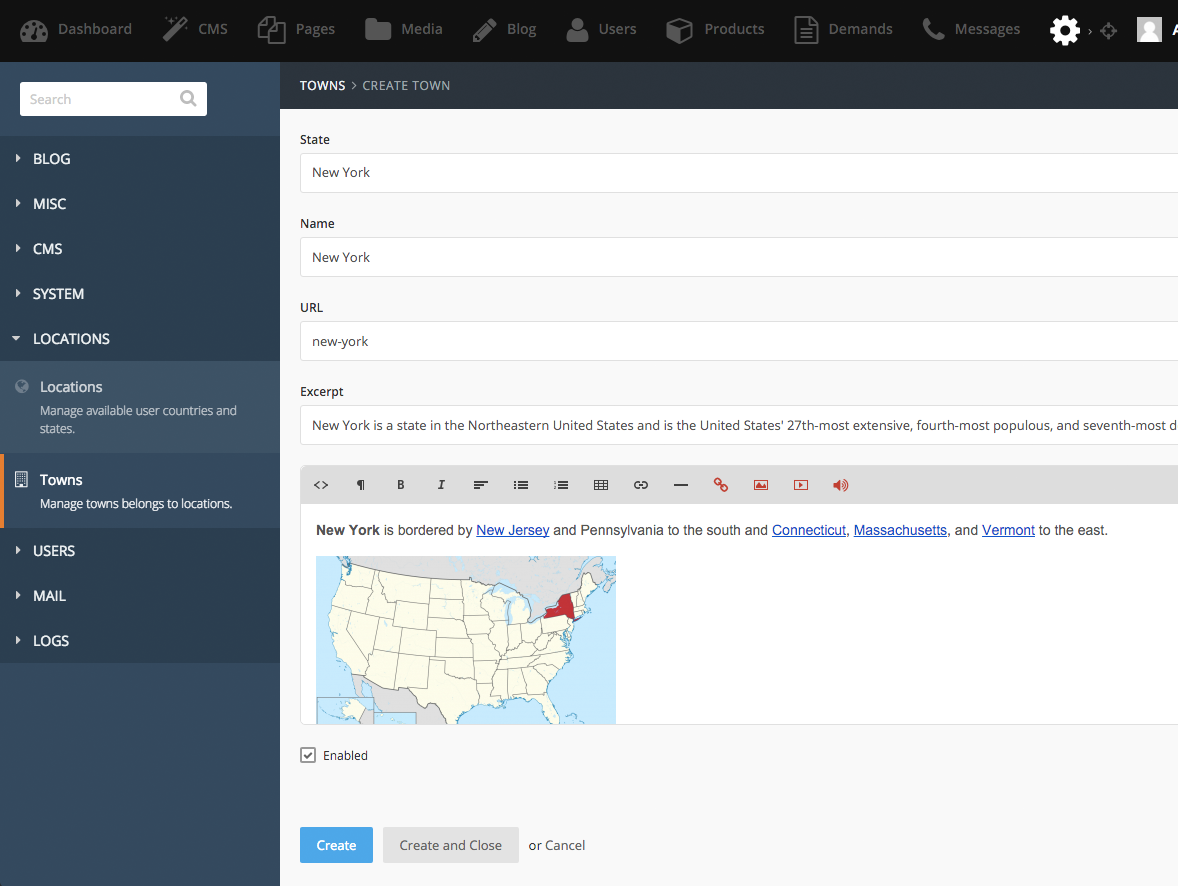 Dashboard CMS Pages Media Blog Users Products Demands Messages
Search
BLOG
MISC
CMS
SYSTEM
LOCATIONS
Locations
Manage available user countries and
states.
Towns
Manage towns belongs to locations.
USERS
MAIL
LOGS
TOWNS > CREATE TOWN
State
New York
Name
New York
URL
new-york
Excerpt
New York is a state in the Northeastern United States and is the United States' 27th-most extensive, fourth-most populous, and seventh-most d
B I
New York is bordered by New Jersey and Pennsylvania to the south and Connecticut, Massachusetts, and Vermont to the east.
Enabled
Create Create and Close or Cancel